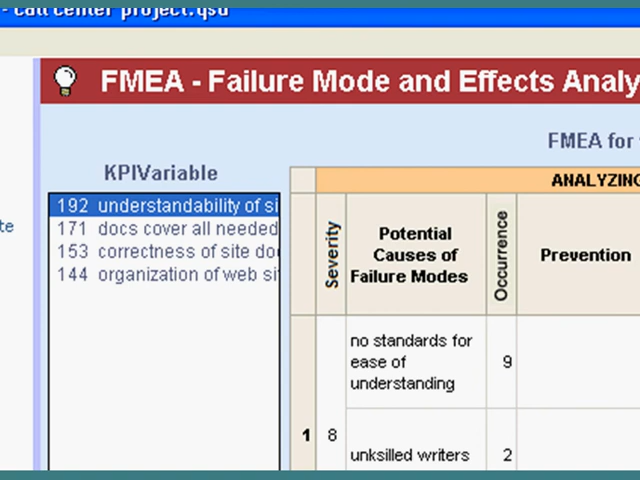 - call center project.qsd
FMEA - Failure Mode and Effects Analy
FMEA for
KPIVariable
ANALYZING
192 understandability of si
171 docs cover all needed
153 correctness of site do
144 organization of web si
te
Severity
Potential
Causes of
Failure Modes
Occurrence
Prevention
no standards for
ease of
understanding
9
1
8
unksilled writers
2